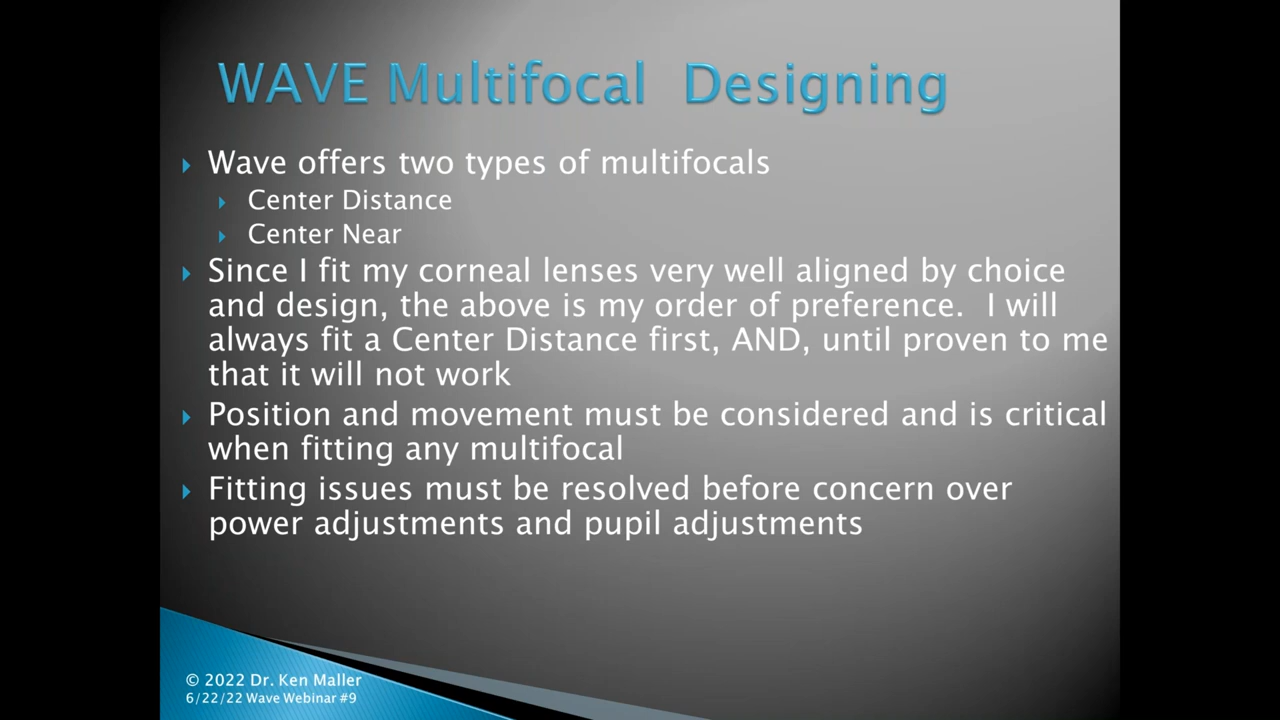 WAVE Multifocal Designing
Wave offers two types of multifocals
Center Distance
Center Near
Since I fit my corneal lenses very well aligned by choice
and design, the above is my order of preference. I will
always fit a Center Distance first, AND, until proven to me
that it will not work
Position and movement must be considered and is critical
when fitting any multifocal
Fitting issues must be resolved before concern over
power adjustments and pupil adjustments
© 2022 Dr. Ken Maller
6/22/22 Wave Webinar #9